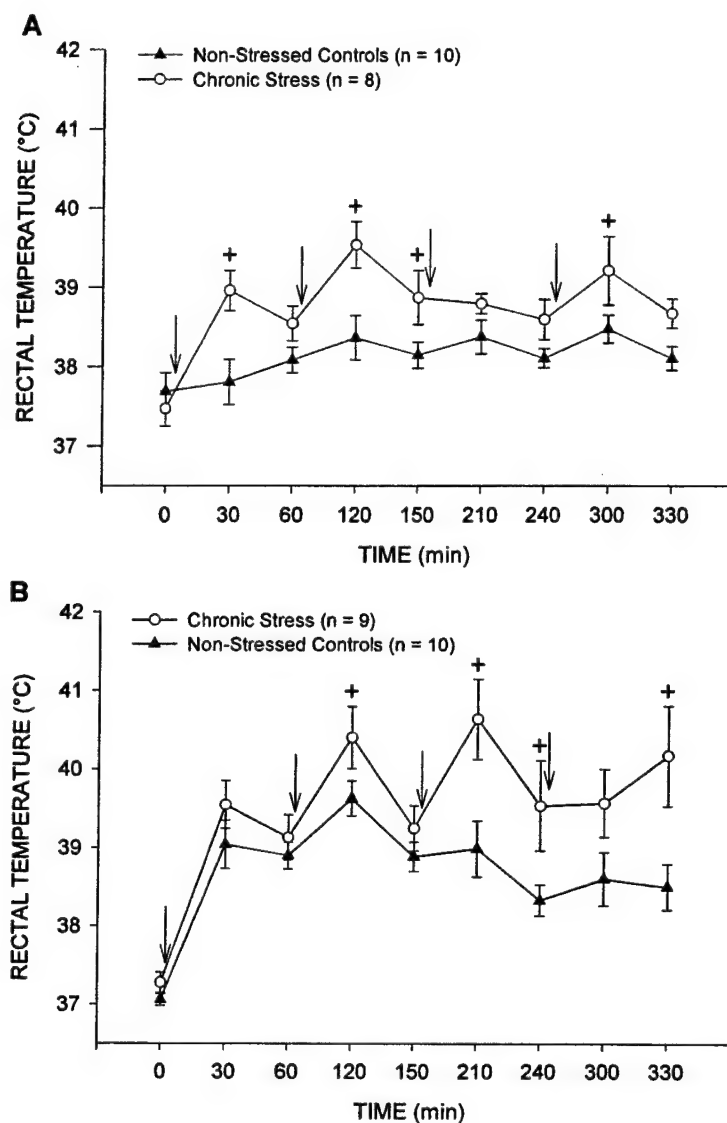 A
Non-Stressed Controls (n = 10)
Chronic Stress (n = 8)
42
41
40
39
38
37
RECTAL TEMPERATURE (°C)
+
+
+
+
0 30 60 120 150 210 240 300 330
TIME (min)
B
Chronic Stress (n = 9)
Non-Stressed Controls (n = 10)
42
41
40
39
38
37
RECTAL TEMPERATURE (°C)
+
+
+
+
0 30 60 120 150 210 240 300 330
TIME (min)